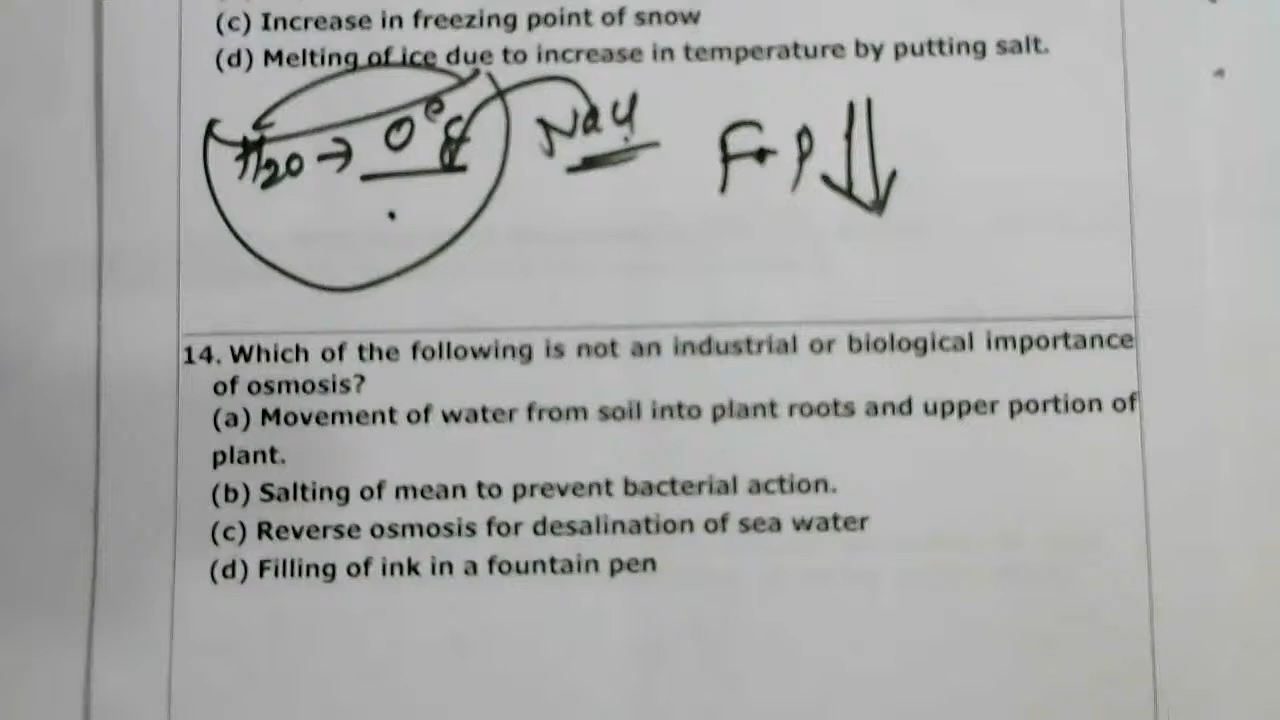 (c) Increase in freezing point of snow
(d) Melting of ice due to increase in temperature by putting salt.
H20 → 0°
F.P ↓↓
14. Which of the following is not an industrial or biological importance
of osmosis?
(a) Movement of water from soil into plant roots and upper portion of
plant.
(b) Salting of mean to prevent bacterial action.
(c) Reverse osmosis for desalination of sea water
(d) Filling of ink in a fountain pen